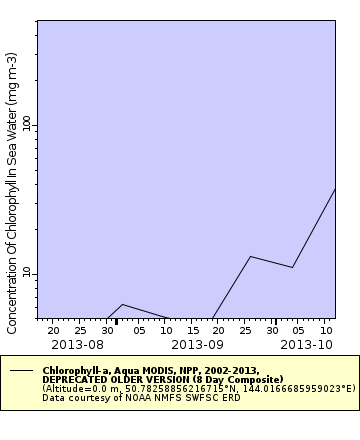 Concentration Of Chlorophyll In Sea Water (mg m-3)
100
10
20 25 30 05 10 15 20 25 30 05 10
2013-08 2013-09 2013-10
Chlorophyll-a, Aqua MODIS, NPP, 2002-2013,
DEPRECATED OLDER VERSION (8 Day Composite)
(Altitude=0.0 m, 50.78258856216715°N, 144.0166685959023°E)
Data courtesy of NOAA NMFS SWFSC ERD